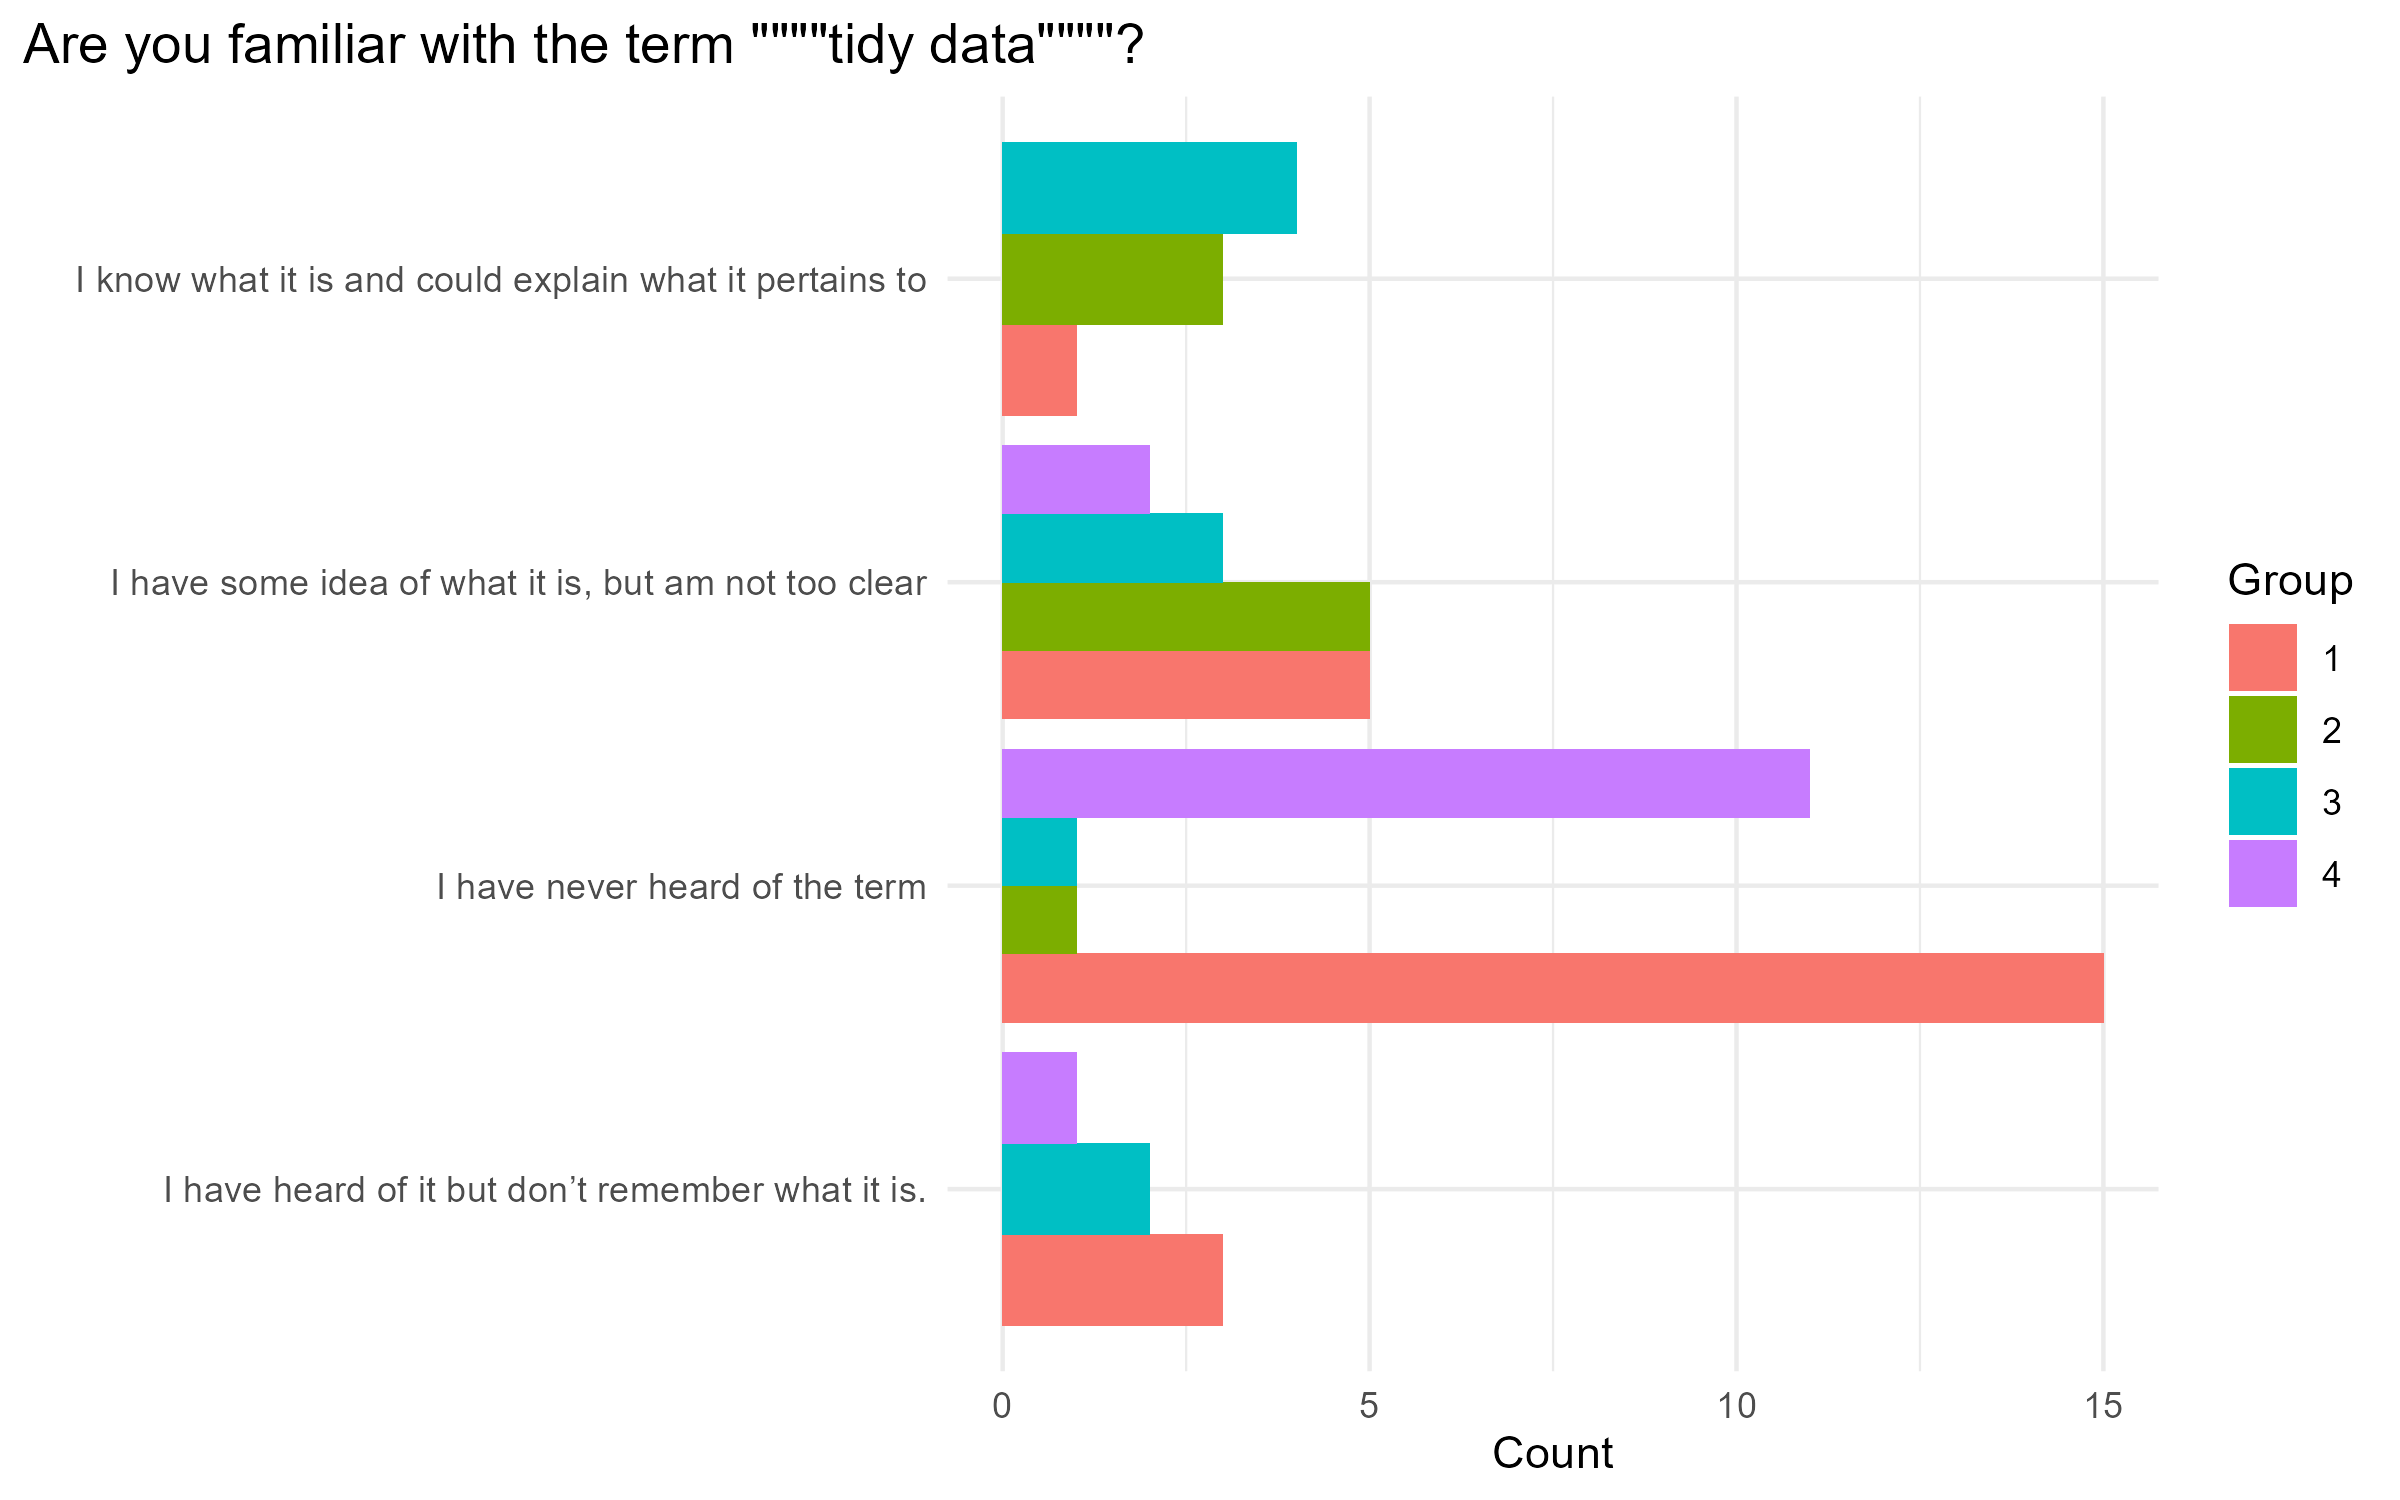 Are you familiar with the term """"tidy data""""?
I know what it is and could explain what it pertains to
I have some idea of what it is, but am not too clear
I have never heard of the term
I have heard of it but don’t remember what it is.
0 5 10 15
Count
Group
1
2
3
4